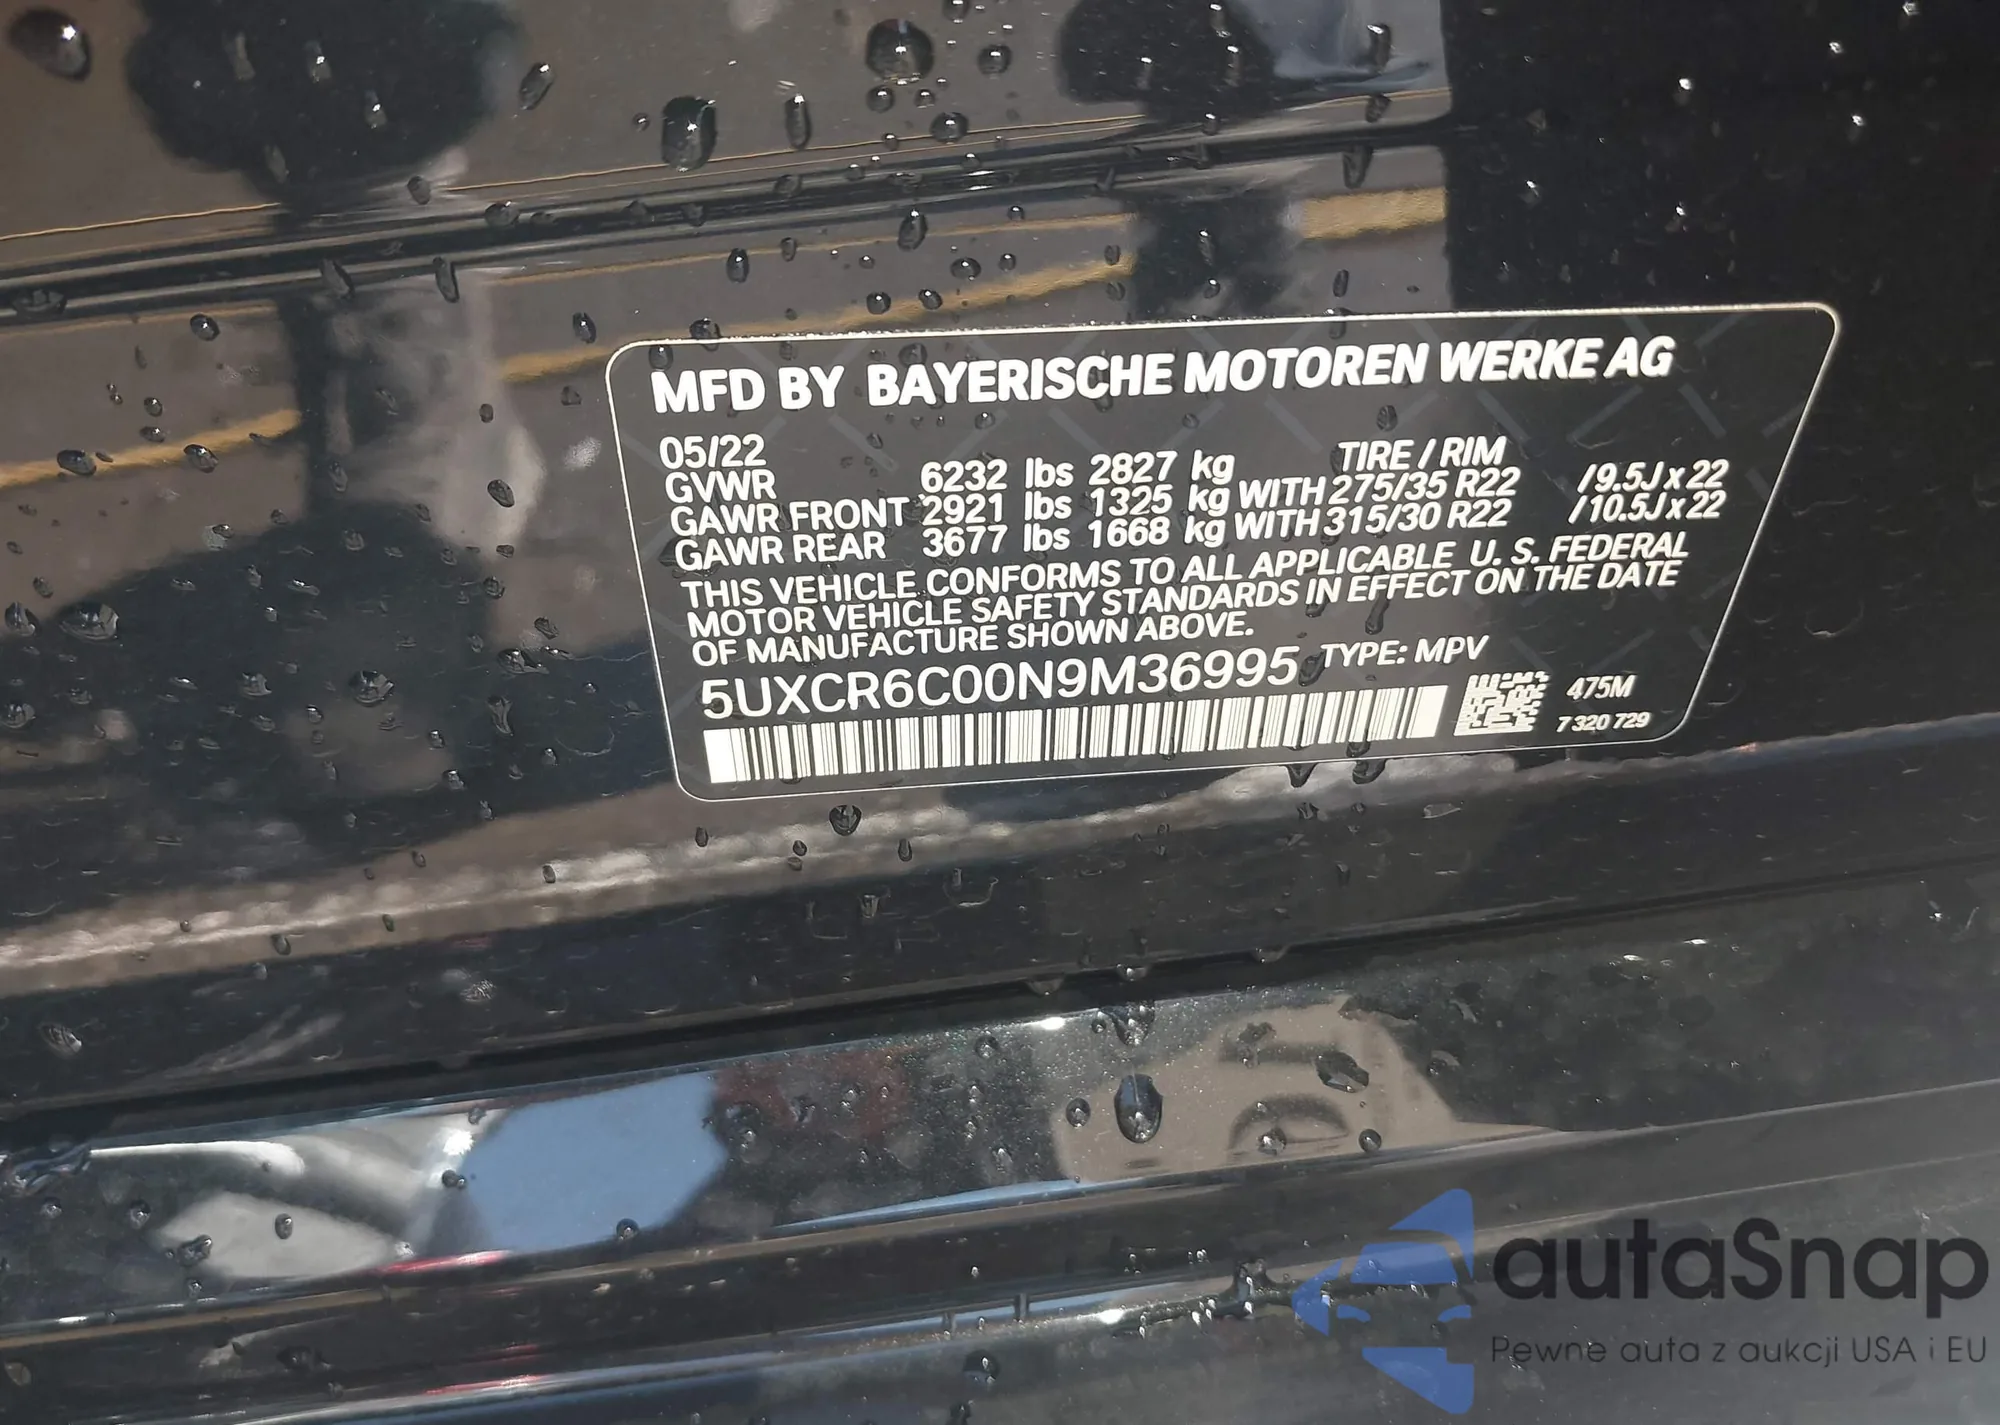 MFD BY BAYERISCHE MOTOREN WERKE AG
05/22 TIRE / RIM
GVWR 6232 lbs 2827 kg
GAWR FRONT 2921 lbs 1325 kg WITH 275/35 R22 /9.5J x 22
GAWR REAR 3677 lbs 1668 kg WITH 315/30 R22 /10.5J x 22
THIS VEHICLE CONFORMS TO ALL APPLICABLE U. S. FEDERAL
MOTOR VEHICLE SAFETY STANDARDS IN EFFECT ON THE DATE
OF MANUFACTURE SHOWN ABOVE.
5UXCR6C00N9M36995 TYPE: MPV
475M
7 320 729
autaSnap
Pewne auta z aukcji USA i EU